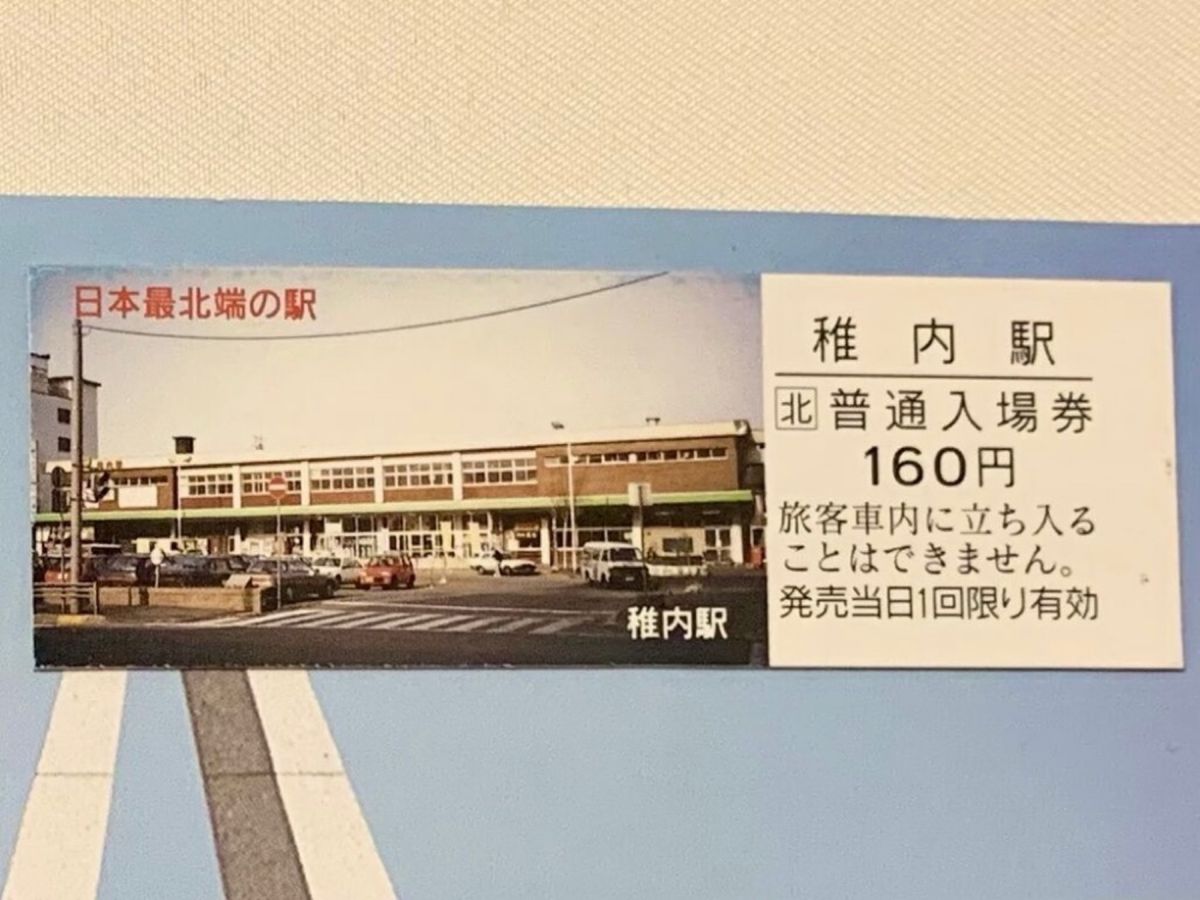 日本最北端の駅
稚内駅
稚内駅
北 普通入場券
160円
旅客車内に立ち入る
ことはできません。
発売当日1回限り有効